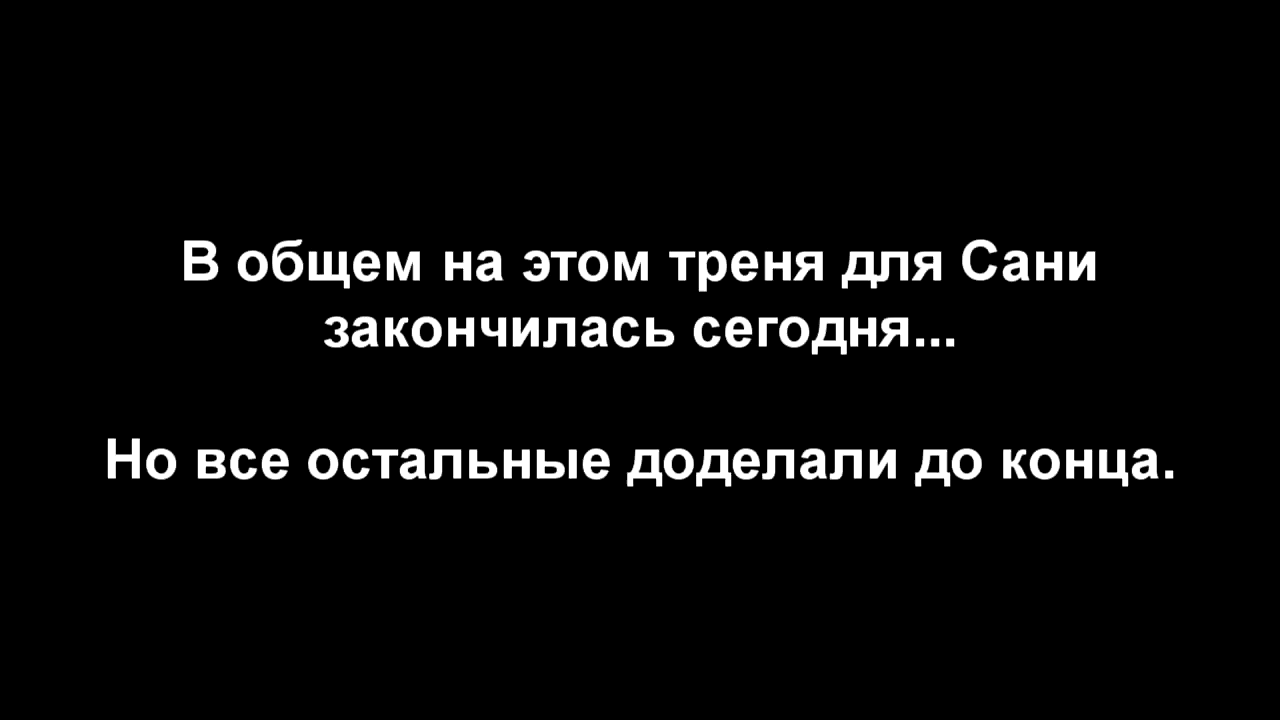 В общем на этом треня для Сани
закончилась сегодня...
Но все остальные доделали до конца.